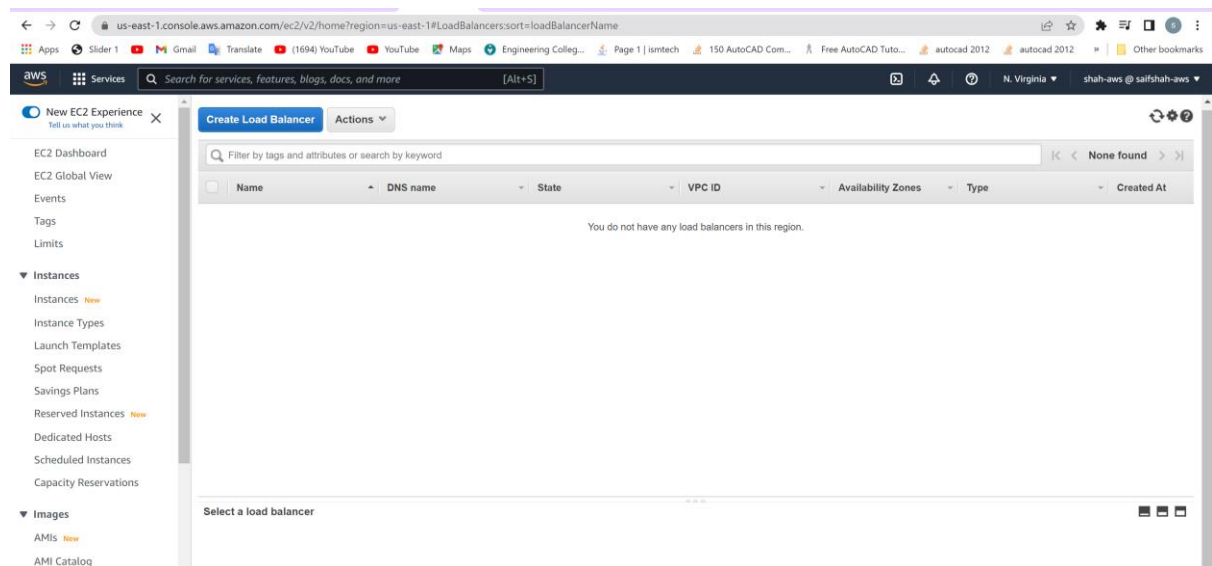 us-east-1.console.aws.amazon.com/ec2/v2/home?region=us-east-1#LoadBalancers:sort=loadBalancerName
Apps Slider 1 M Gmail Translate (1694) YouTube YouTube Maps Engineering Colleg... Page 1 | ismtech 150 AutoCAD Com... Free AutoCAD Tuto... autocad 2012 autocad 2012 » Other bookmarks
aws Services Search for services, features, blogs, docs, and more [Alt+S] N. Virginia ▼ shah-aws @ saifshah-aws ▼
New EC2 Experience
Tell us what you think
Create Load Balancer Actions
Filter by tags and attributes or search by keyword None found
Name DNS name State VPC ID Availability Zones Type Created At
You do not have any load balancers in this region.
Select a load balancer
EC2 Dashboard
EC2 Global View
Events
Tags
Limits
Instances
Instances New
Instance Types
Launch Templates
Spot Requests
Savings Plans
Reserved Instances New
Dedicated Hosts
Scheduled Instances
Capacity Reservations
Images
AMIs New
AMI Catalog